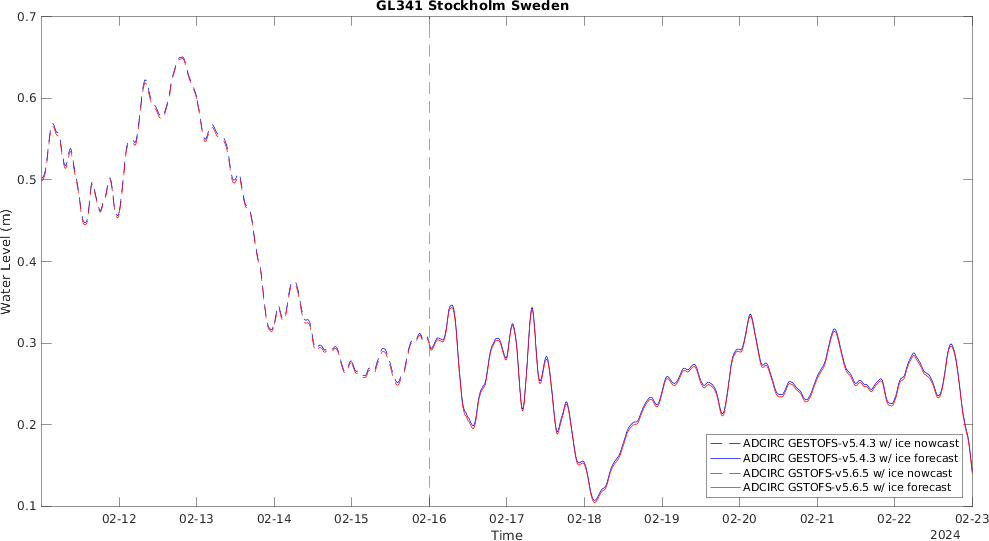 GL341 Stockholm Sweden
0.7
0.6
0.5
0.4
0.3
0.2
0.1
Water Level (m)
ADCIRC GESTOFS-v5.4.3 w/ ice nowcast
ADCIRC GESTOFS-v5.4.3 w/ ice forecast
ADCIRC GSTOFS-v5.6.5 w/ ice nowcast
ADCIRC GSTOFS-v5.6.5 w/ ice forecast
02-12 02-13 02-14 02-15 02-16 02-17 02-18 02-19 02-20 02-21 02-22 02-23
Time
2024